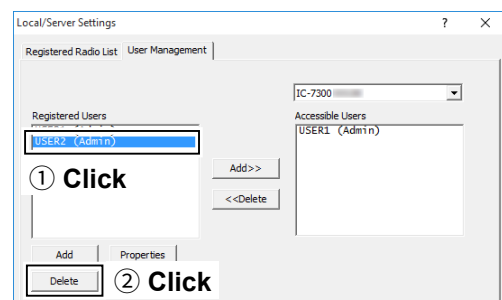 Local/Server Settings ? ×
Registered Radio List User Management
IC-7300
Registered Users
Accessible Users
USER2 (Admin)
USER1 (Admin)
① Click
Add>>
<<Delete
Add Properties
Delete ② Click